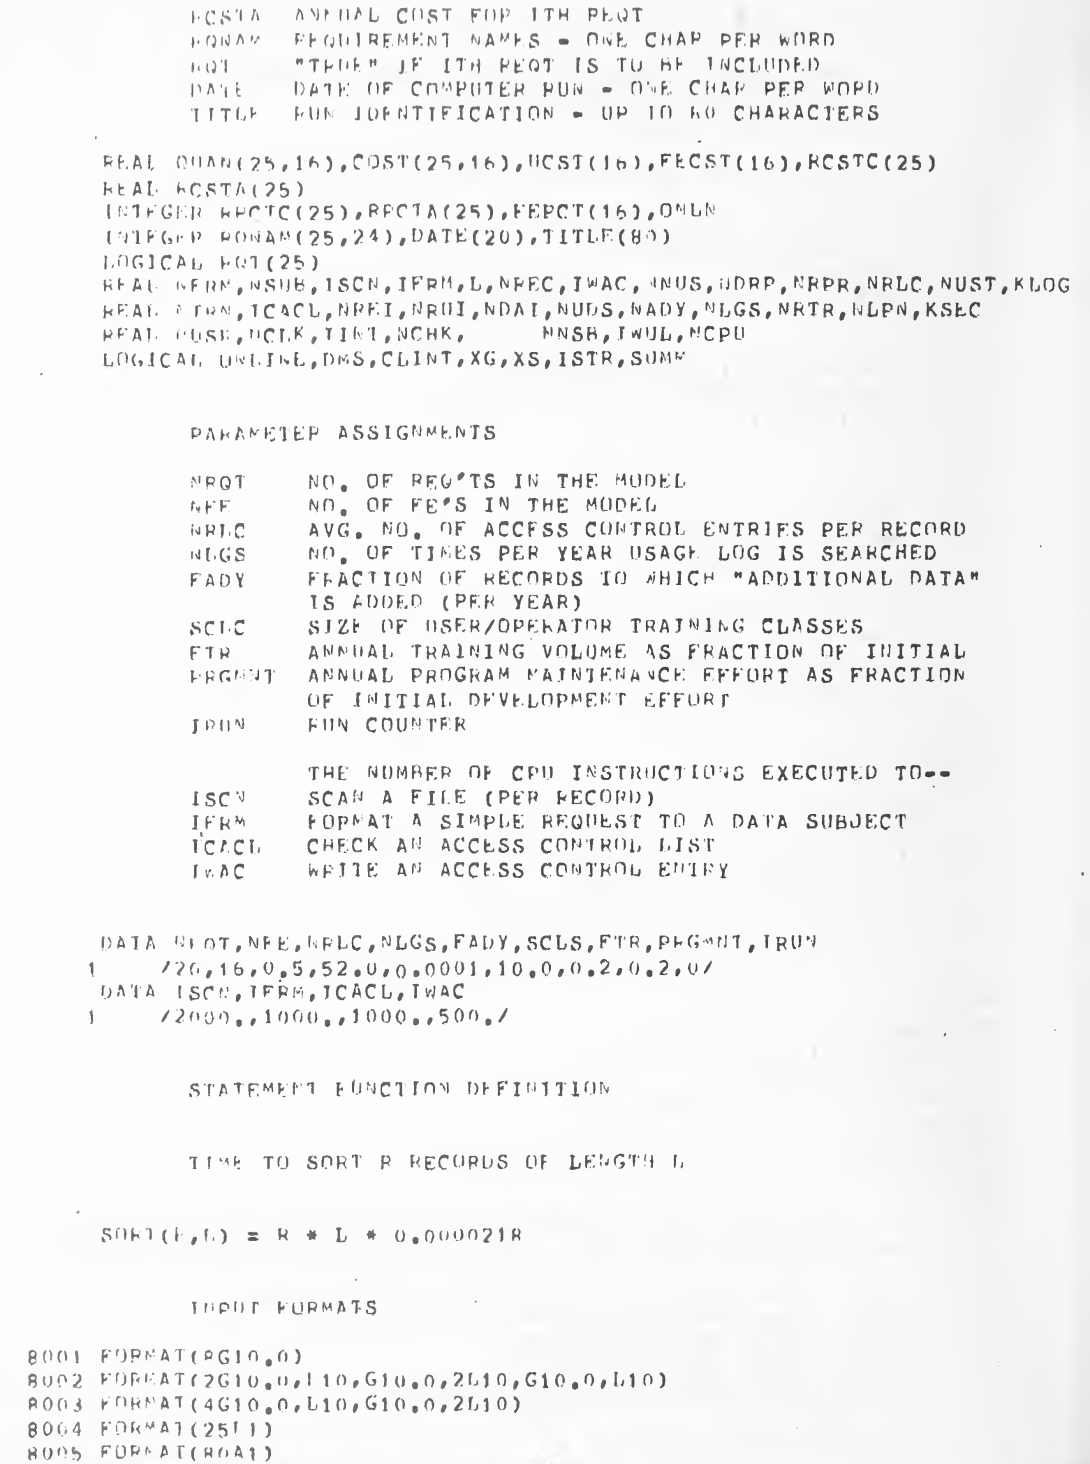 RCSTA ANNUAL COST FOR ITH REQT
RQNAM REQUIREMENT NAMES - ONE CHAR PER WORD
RQT "TRUE" IF ITH REQT IS TO BE INCLUDED
DATE DATE OF COMPUTER RUN - ONE CHAR PER WORD
TITLE RUN IDENTIFICATION - UP TO 80 CHARACTERS
REAL QUAN(25,16),COST(25,16),UCST(16),FECST(16),RCSTC(25)
REAL RCSTA(25)
INTEGER RPCTC(25),RPCTA(25),FEPCT(16),ONLN
INTEGER RQNAM(25,24),DATE(20),TITLE(80)
LOGICAL RQT(25)
REAL NFRM,NSUB,ISCN,IFRM,L,NREC,IWAC,NNUS,NDRP,NRPR,NRLC,NUST,KLOG
REAL NTRN,ICACL,NREI,NRUI,NDAI,NUDS,NADY,NLGS,NRTR,NLPN,KSEC
REAL NUSR,UCLK,TINT,NCHK, NNSB,IWUL,NCPU
LOGICAL ONLINE,DMS,CLINT,XG,XS,ISTR,SUMM
PARAMETER ASSIGNMENTS
NRQT NO. OF REQ'TS IN THE MODEL
NFE NO. OF FE'S IN THE MODEL
NRLC AVG. NO. OF ACCESS CONTROL ENTRIES PER RECORD
NLGS NO. OF TIMES PER YEAR USAGE LOG IS SEARCHED
FADY FRACTION OF RECORDS TO WHICH "ADDITIONAL DATA"
IS ADDED (PER YEAR)
SCLC SIZE OF USER/OPERATOR TRAINING CLASSES
FTR ANNUAL TRAINING VOLUME AS FRACTION OF INITIAL
PRGMNT ANNUAL PROGRAM MAINTENANCE EFFORT AS FRACTION
OF INITIAL DEVELOPMENT EFFORT
IRUN RUN COUNTER
THE NUMBER OF CPU INSTRUCTIONS EXECUTED TO--
ISCN SCAN A FILE (PER RECORD)
IFRM FORMAT A SIMPLE REQUEST TO A DATA SUBJECT
ICACL CHECK AN ACCESS CONTROL LIST
IWAC WRITE AN ACCESS CONTROL ENTRY
DATA NRQT,NFE,NRLC,NLGS,FADY,SCLS,FTR,PRGMNT,IRUN
1 /26,16,0.5,52.0,0.0001,10.0,0.2,0.2,0/
DATA ISCN,IFRM,ICACL,IWAC
1 /2000.,1000.,1000.,500./
STATEMENT FUNCTION DEFINITION
TIME TO SORT R RECORDS OF LENGTH L
SORT(R,L) = R * L * 0.0000218
INPUT FORMATS
8001 FORMAT(8G10.0)
8002 FORMAT(2G10.0,L10,G10.0,2L10,G10.0,L10)
8003 FORMAT(4G10.0,L10,G10.0,2L10)
8004 FORMAT(25L1)
8005 FORMAT(80A1)